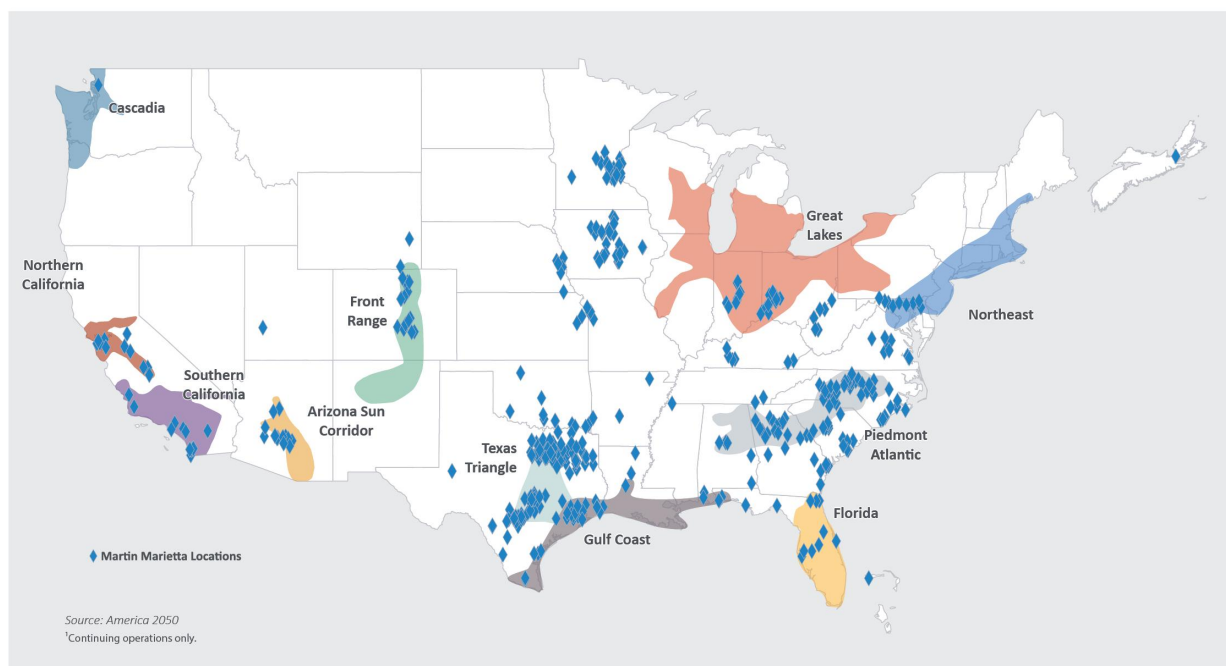 Cascadia
Great
Lakes
Northern
California
Front
Range
Northeast
Southern
California
Arizona Sun
Corridor
Texas
Triangle
Piedmont
Atlantic
Florida
Gulf Coast
Martin Marietta Locations
Source: America 2050
¹Continuing operations only.